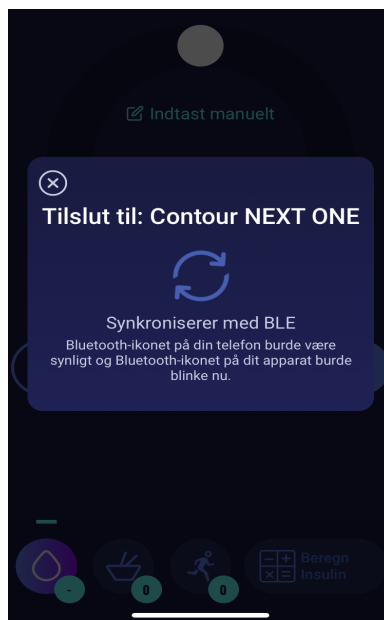 Indtast manuelt
Tilslut til: Contour NEXT ONE
Synkroniserer med BLE
Bluetooth-ikonet på din telefon burde være
synligt og Bluetooth-ikonet på dit apparat burde
blinke nu.
Beregn
Insulin
-
0
0